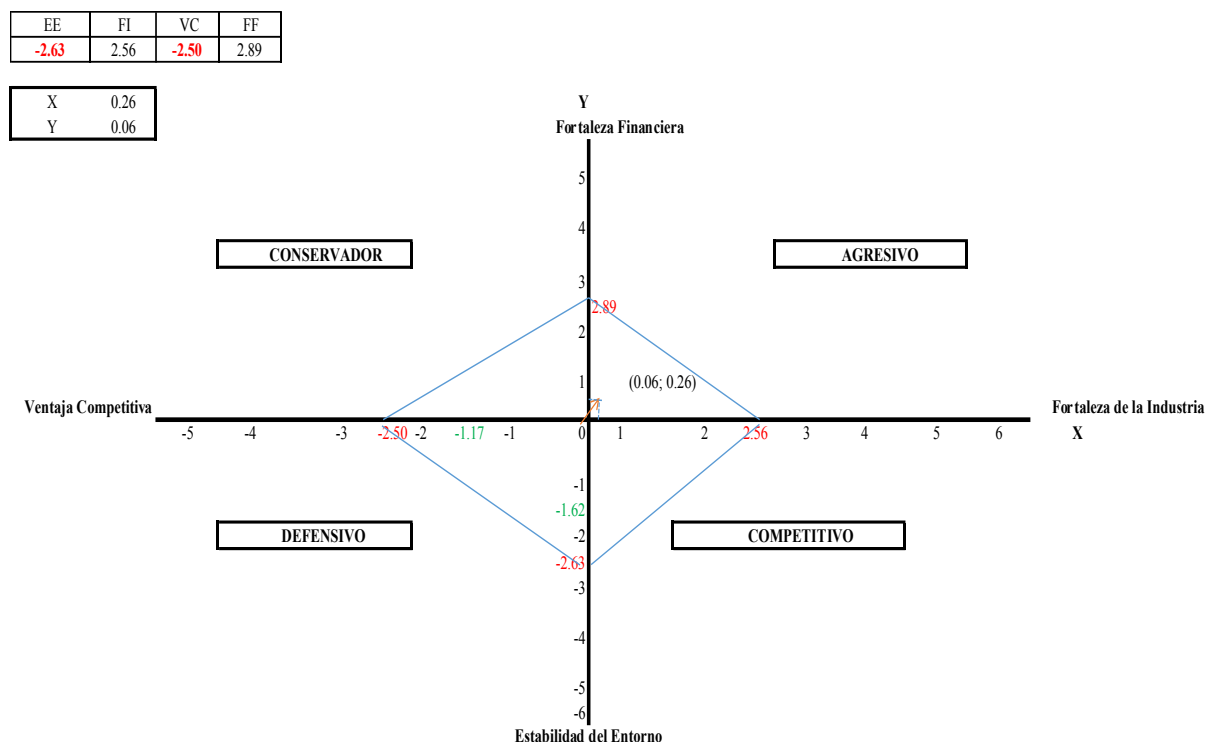 EE FI VC FF
-2.63 2.56 -2.50 2.89
X 0.26
Y 0.06
Y
Fortaleza Financiera
5
4
CONSERVADOR AGRESIVO
3
2.89
2
1
(0.06; 0.26)
Ventaja Competitiva Fortaleza de la Industria
-5 -4 -3 -2.50 -2 -1.17 -1 0 1 2 2.56 3 4 5 6 X
-1
-1.62
DEFENSIVO -2 COMPETITIVO
-2.63
-3
-4
-5
-6
Estabilidad del Entorno